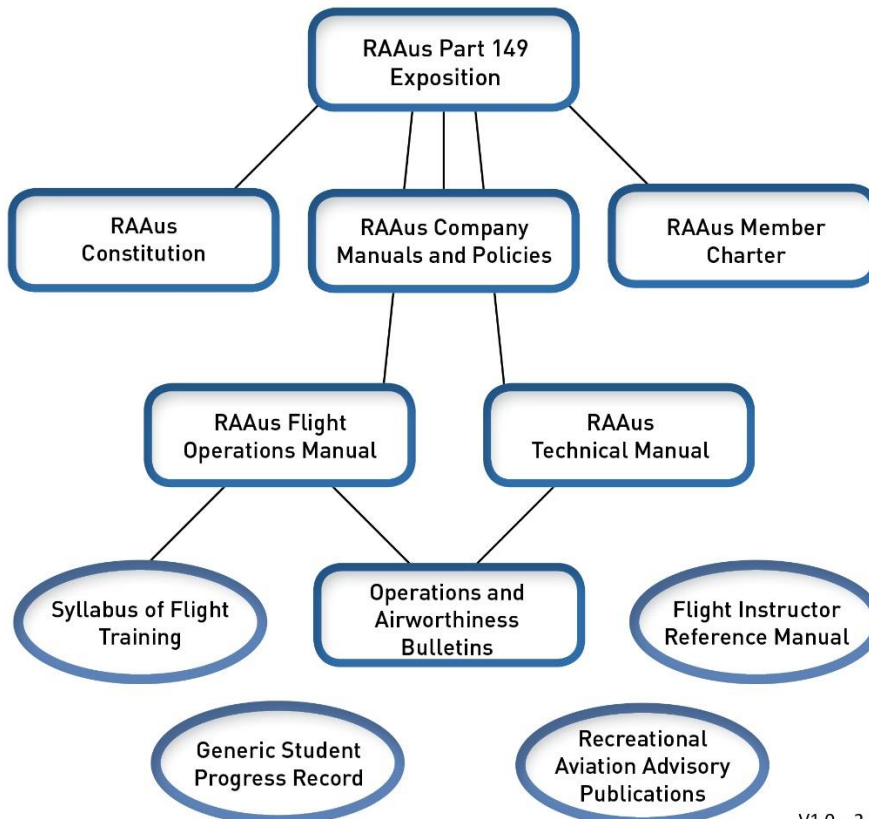 RAAus Part 149
Exposition
RAAus
Constitution
RAAus Company
Manuals and Policies
RAAus Member
Charter
RAAus Flight
Operations Manual
RAAus
Technical Manual
Syllabus of Flight
Training
Operations and
Airworthiness
Bulletins
Flight Instructor
Reference Manual
Generic Student
Progress Record
Recreational
Aviation Advisory
Publications